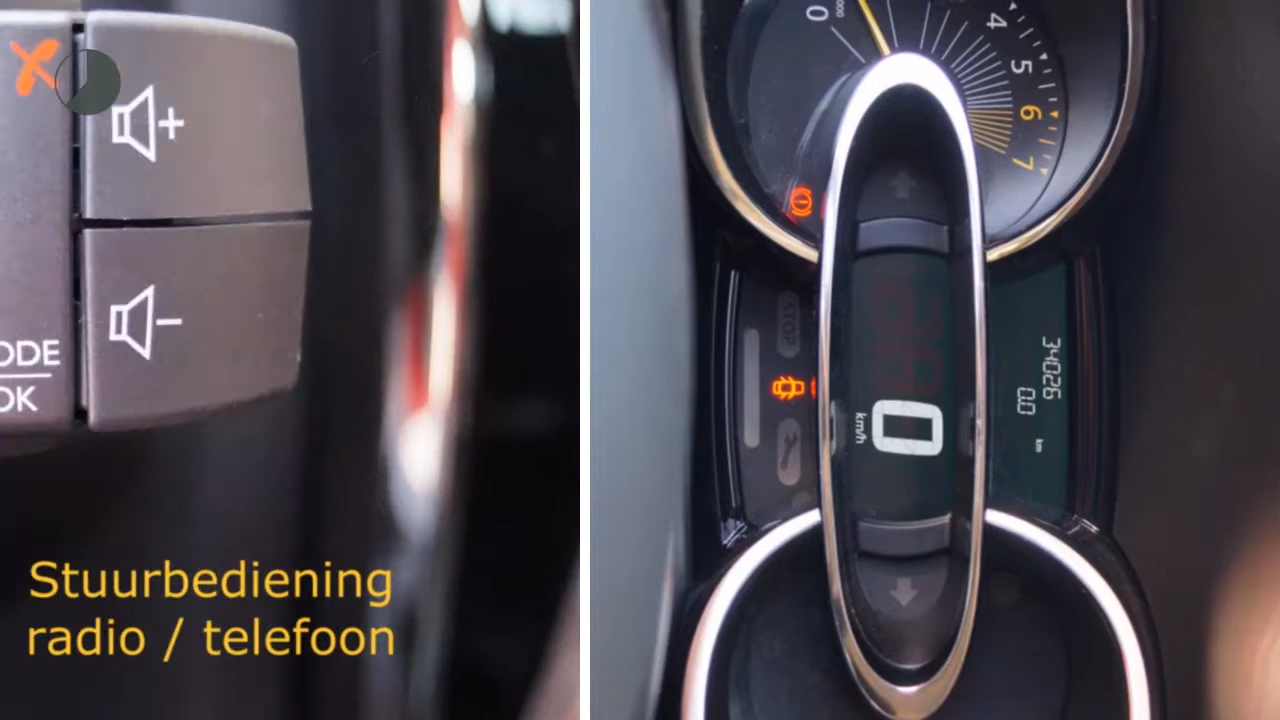 ODE
OK
Stuurbediening
radio / telefoon
0
4
5
6
7
STOP
34026
0.0
km
0
km/h